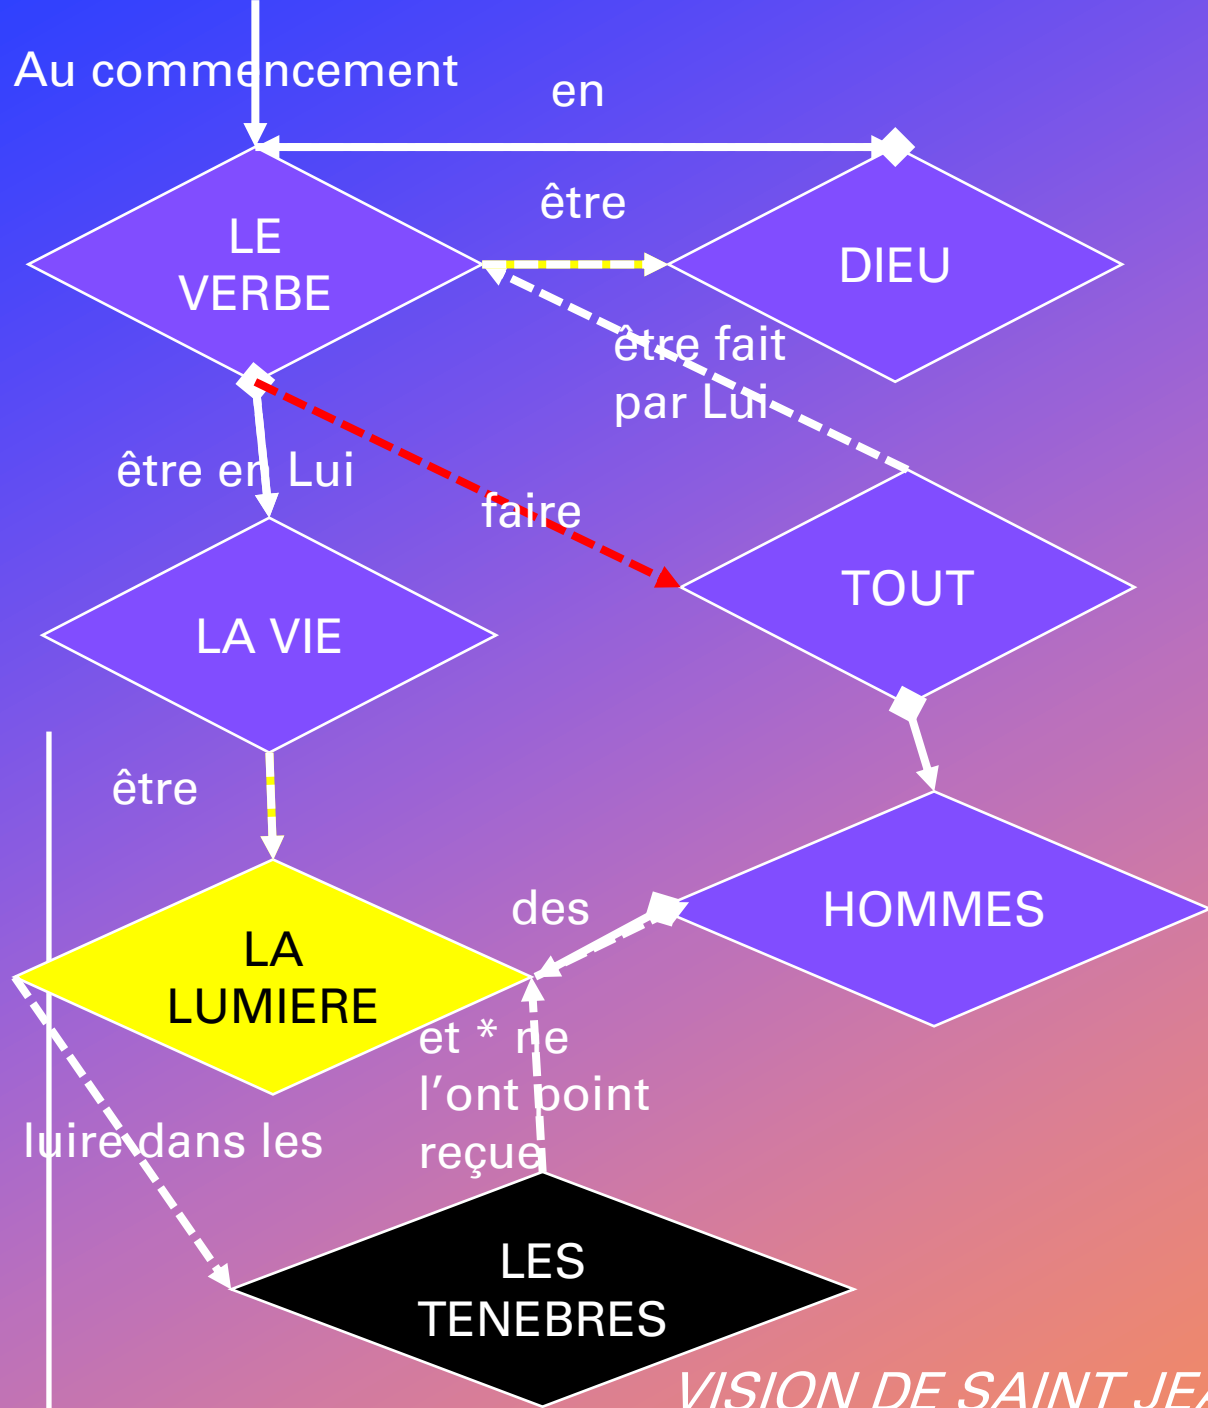 Au commencement
en
être
LE
VERBE
DIEU
être fait
par Lui
être en Lui
faire
TOUT
LA VIE
être
des
HOMMES
LA
LUMIERE
et * ne
l'ont point
reçue
luire dans les
LES
TENEBRES
VISION DE SAINT